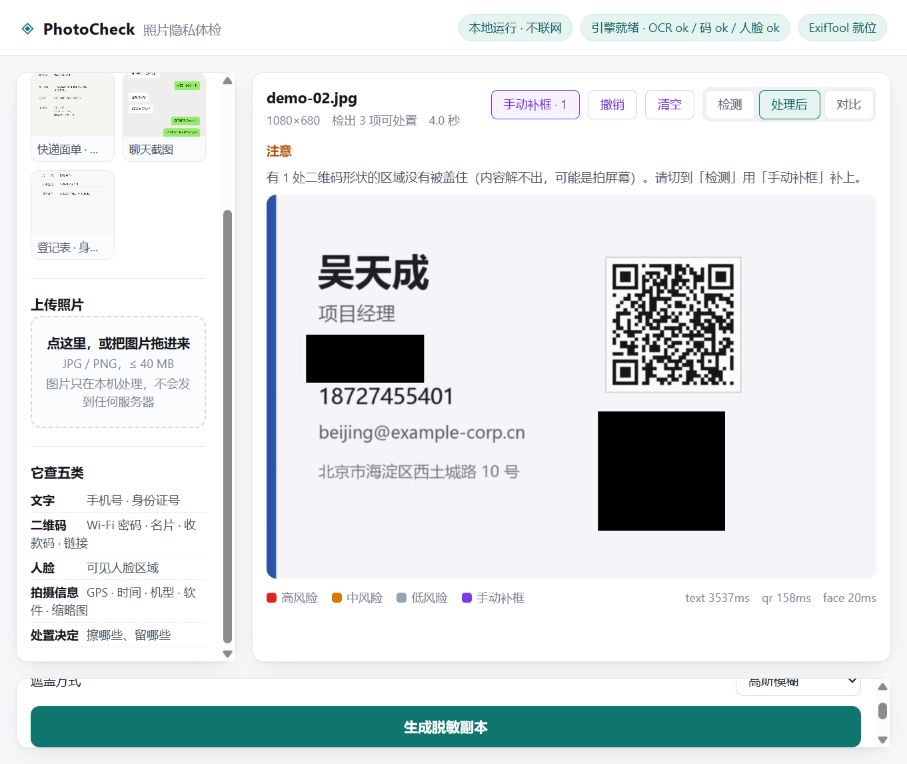 PhotoCheck 照片隐私体检
本地运行 · 不联网
引擎就绪 · OCR ok / 码 ok / 人脸 ok
ExifTool 就位
快递面单 · ...
聊天截图
登记表 · 身...
上传照片
点这里，或把图片拖进来
JPG / PNG，≤ 40 MB
图片只在本机处理，不会发
到任何服务器
它查五类
文字 手机号 · 身份证号
二维码 Wi-Fi 密码 · 名片 · 收
款码 · 链接
人脸 可见人脸区域
拍摄信息 GPS · 时间 · 机型 · 软
件 · 缩略图
处置决定 擦哪些、留哪些
demo-02.jpg
1080×680 检出 3 项可处置 4.0 秒
手动补框 · 1
撤销
清空
检测
处理后
对比
注意
有 1 处二维码形状的区域没有被盖住（内容解不出，可能是拍屏幕）。请切到「检测」用「手动补框」补上。
吴天成
项目经理
18727455401
beijing@example-corp.cn
北京市海淀区西土城路 10 号
高风险 中风险 低风险 手动补框
text 3537ms qr 158ms face 20ms
遮盖方式
高斯模糊
生成脱敏副本